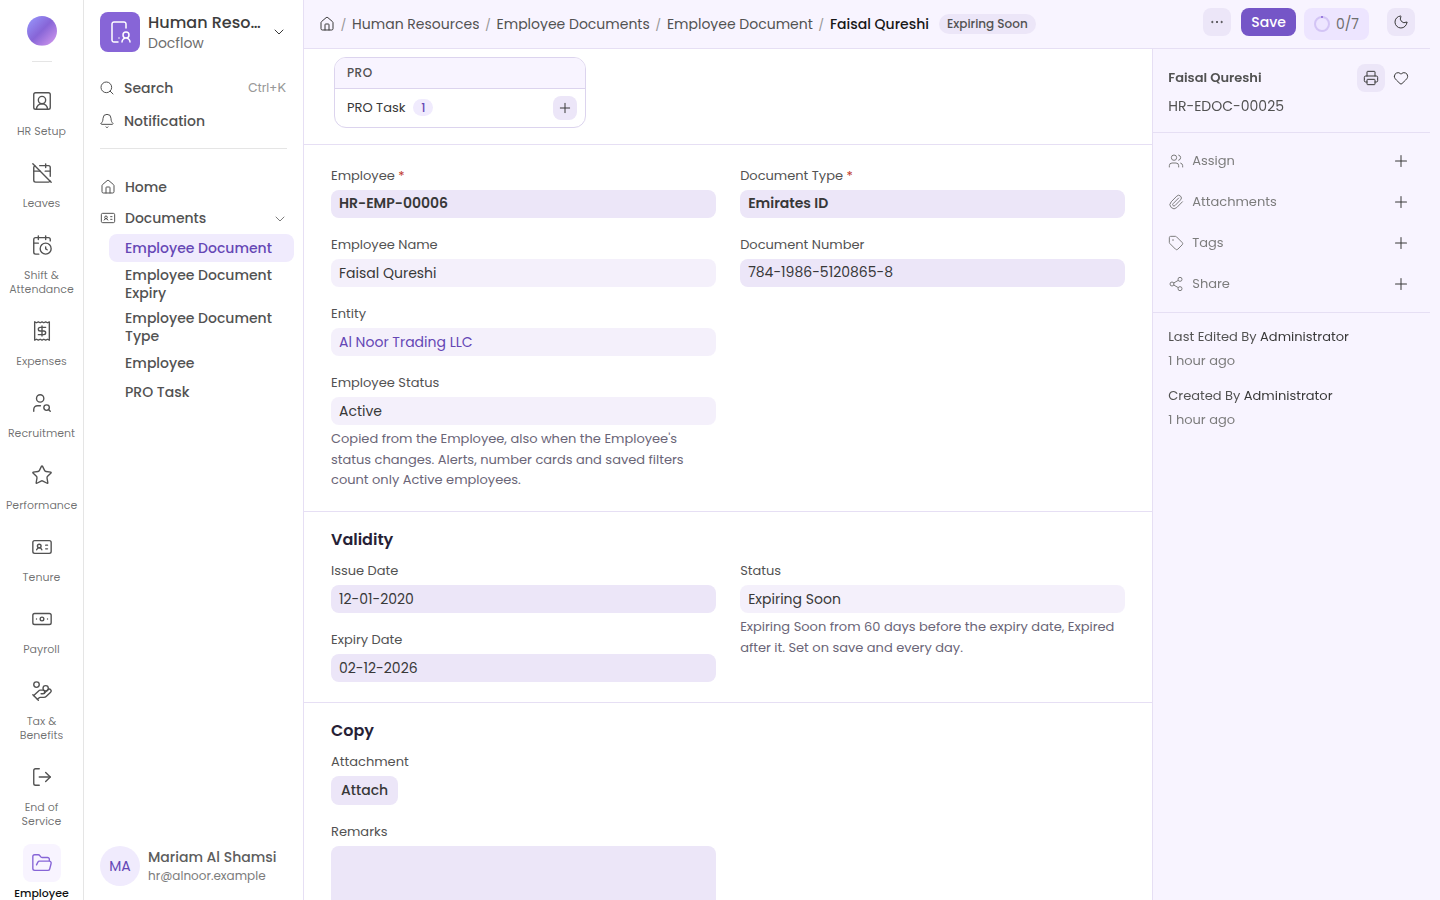 HR Setup
Leaves
Shift &
Attendance
Expenses
Recruitment
Performance
Tenure
Payroll
Tax &
Benefits
End of
Service
Employee
Human Reso...
Docflow
Search Ctrl+K
Notification
Home
Documents
Employee Document
Employee Document
Expiry
Employee Document
Type
Employee
PRO Task
MA
Mariam Al Shamsi
hr@alnoor.example
/ Human Resources / Employee Documents / Employee Document / Faisal Qureshi Expiring Soon
... Save 0/7
PRO
PRO Task 1 +
Employee *
HR-EMP-00006
Document Type *
Emirates ID
Employee Name
Faisal Qureshi
Document Number
784-1986-5120865-8
Entity
Al Noor Trading LLC
Employee Status
Active
Copied from the Employee, also when the Employee's
status changes. Alerts, number cards and saved filters
count only Active employees.
Validity
Issue Date
12-01-2020
Status
Expiring Soon
Expiring Soon from 60 days before the expiry date, Expired
after it. Set on save and every day.
Expiry Date
02-12-2026
Copy
Attachment
Attach
Remarks
Faisal Qureshi
HR-EDOC-00025
Assign +
Attachments +
Tags +
Share +
Last Edited By Administrator
1 hour ago
Created By Administrator
1 hour ago